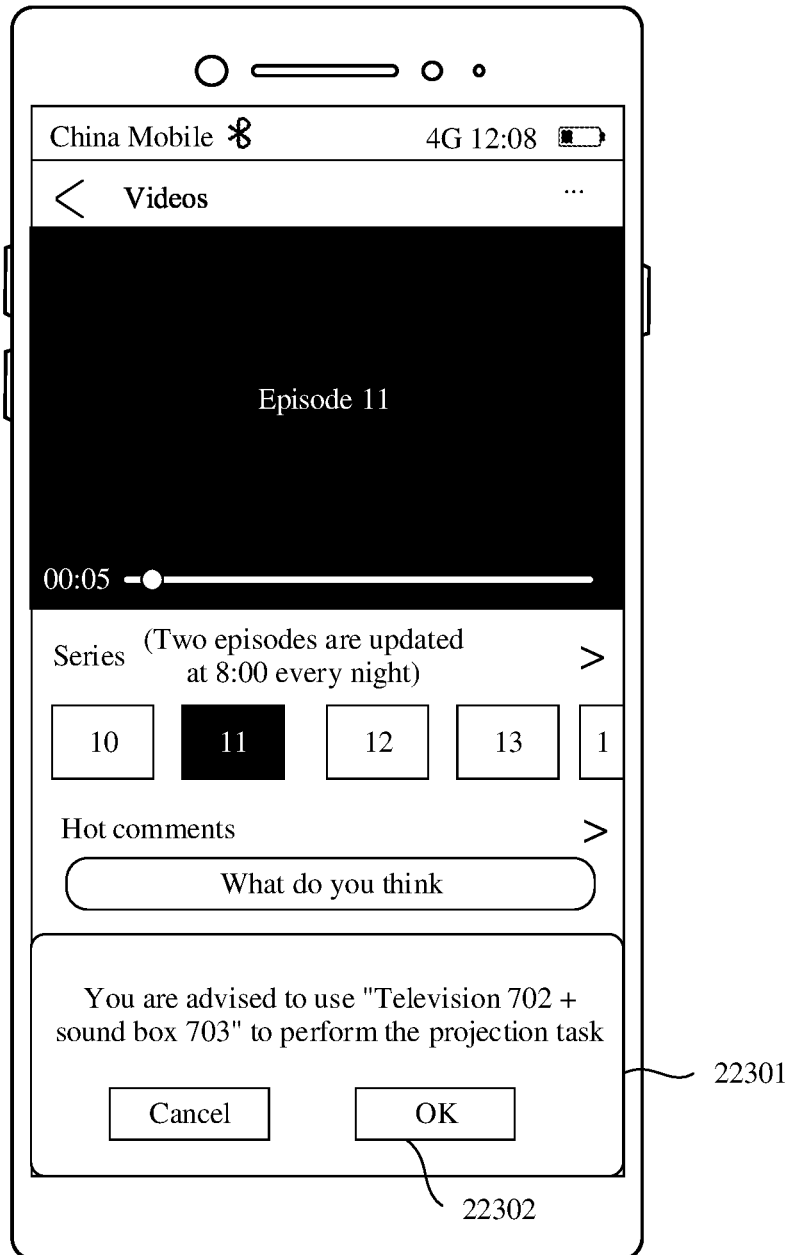 China Mobile 4G 12:08
Videos ...
Episode 11
00:05
Series (Two episodes are updated
at 8:00 every night) >
10 11 12 13 1
Hot comments >
What do you think
You are advised to use "Television 702 +
sound box 703" to perform the projection task
22301
Cancel OK
22302